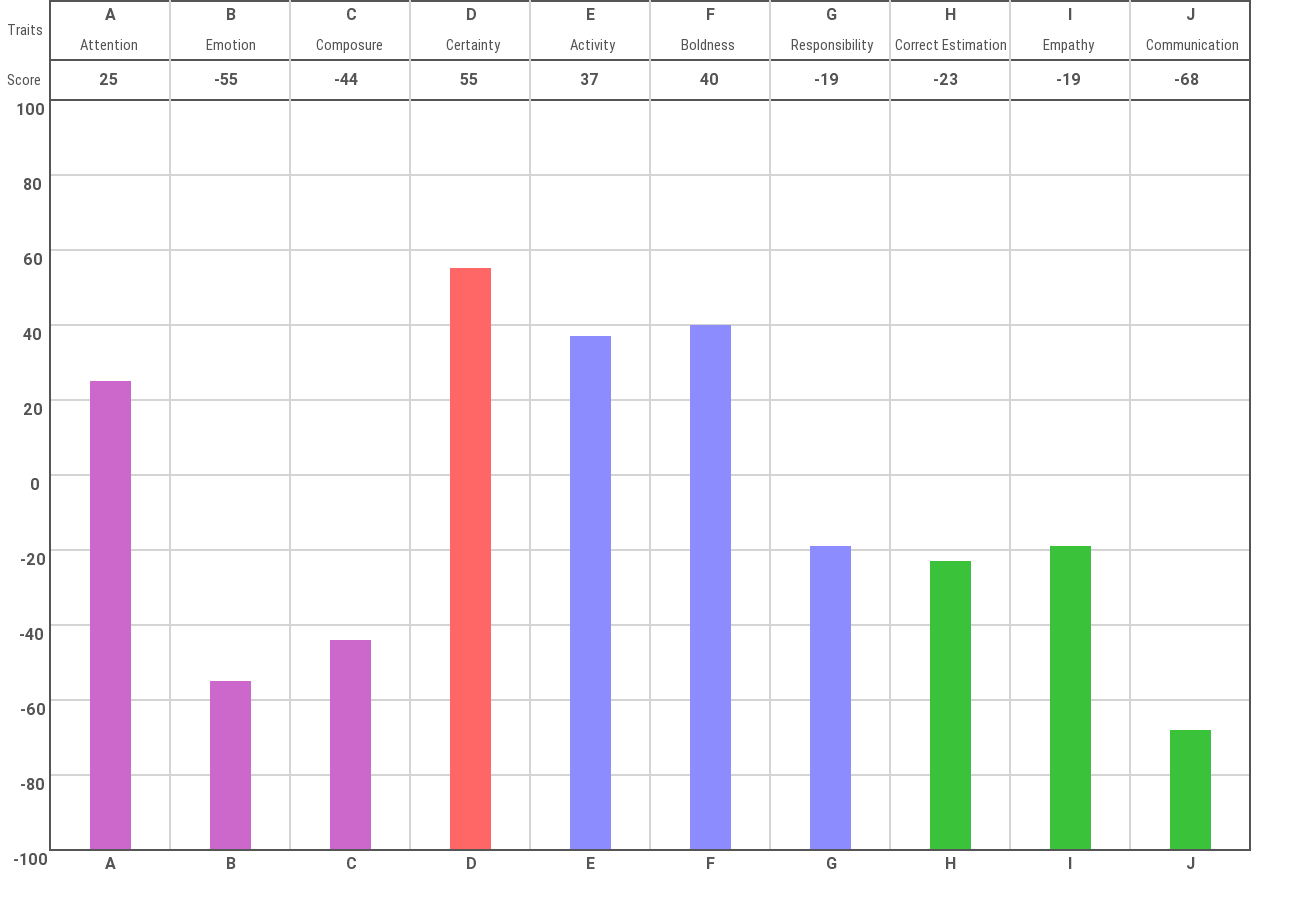 A B C D E F G H I J
Traits Attention Emotion Composure Certainty Activity Boldness Responsibility Correct Estimation Empathy Communication
Score 25 -55 -44 55 37 40 -19 -23 -19 -68
100
80
60
40
20
0
-20
-40
-60
-80
-100
A B C D E F G H I J